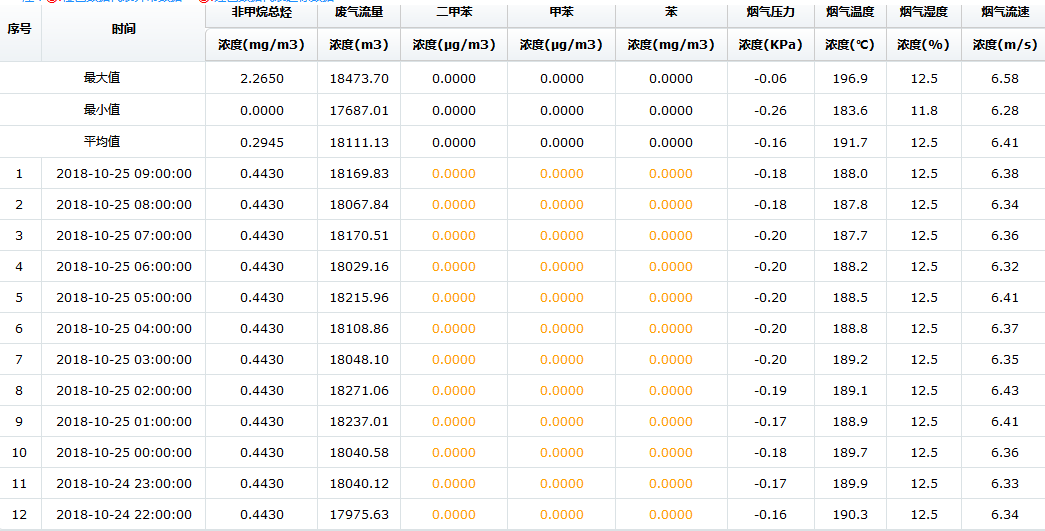 非甲烷总烃 废气流量 二甲苯 甲苯 苯 烟气压力 烟气温度 烟气湿度 烟气流速
序号 时间
浓度(mg/m3) 浓度(m3) 浓度(μg/m3) 浓度(μg/m3) 浓度(mg/m3) 浓度(KPa) 浓度(℃) 浓度(%) 浓度(m/s)
最大值 2.2650 18473.70 0.0000 0.0000 0.0000 -0.06 196.9 12.5 6.58
最小值 0.0000 17687.01 0.0000 0.0000 0.0000 -0.26 183.6 11.8 6.28
平均值 0.2945 18111.13 0.0000 0.0000 0.0000 -0.16 191.7 12.5 6.41
1 2018-10-25 09:00:00 0.4430 18169.83 0.0000 0.0000 0.0000 -0.18 188.0 12.5 6.38
2 2018-10-25 08:00:00 0.4430 18067.84 0.0000 0.0000 0.0000 -0.18 187.8 12.5 6.34
3 2018-10-25 07:00:00 0.4430 18170.51 0.0000 0.0000 0.0000 -0.20 187.7 12.5 6.36
4 2018-10-25 06:00:00 0.4430 18029.16 0.0000 0.0000 0.0000 -0.20 188.2 12.5 6.32
5 2018-10-25 05:00:00 0.4430 18215.96 0.0000 0.0000 0.0000 -0.20 188.5 12.5 6.41
6 2018-10-25 04:00:00 0.4430 18108.86 0.0000 0.0000 0.0000 -0.20 188.8 12.5 6.37
7 2018-10-25 03:00:00 0.4430 18048.10 0.0000 0.0000 0.0000 -0.20 189.2 12.5 6.35
8 2018-10-25 02:00:00 0.4430 18271.06 0.0000 0.0000 0.0000 -0.19 189.1 12.5 6.43
9 2018-10-25 01:00:00 0.4430 18237.01 0.0000 0.0000 0.0000 -0.17 188.9 12.5 6.41
10 2018-10-25 00:00:00 0.4430 18040.58 0.0000 0.0000 0.0000 -0.18 189.7 12.5 6.36
11 2018-10-24 23:00:00 0.4430 18040.12 0.0000 0.0000 0.0000 -0.17 189.9 12.5 6.33
12 2018-10-24 22:00:00 0.4430 17975.63 0.0000 0.0000 0.0000 -0.16 190.3 12.5 6.34